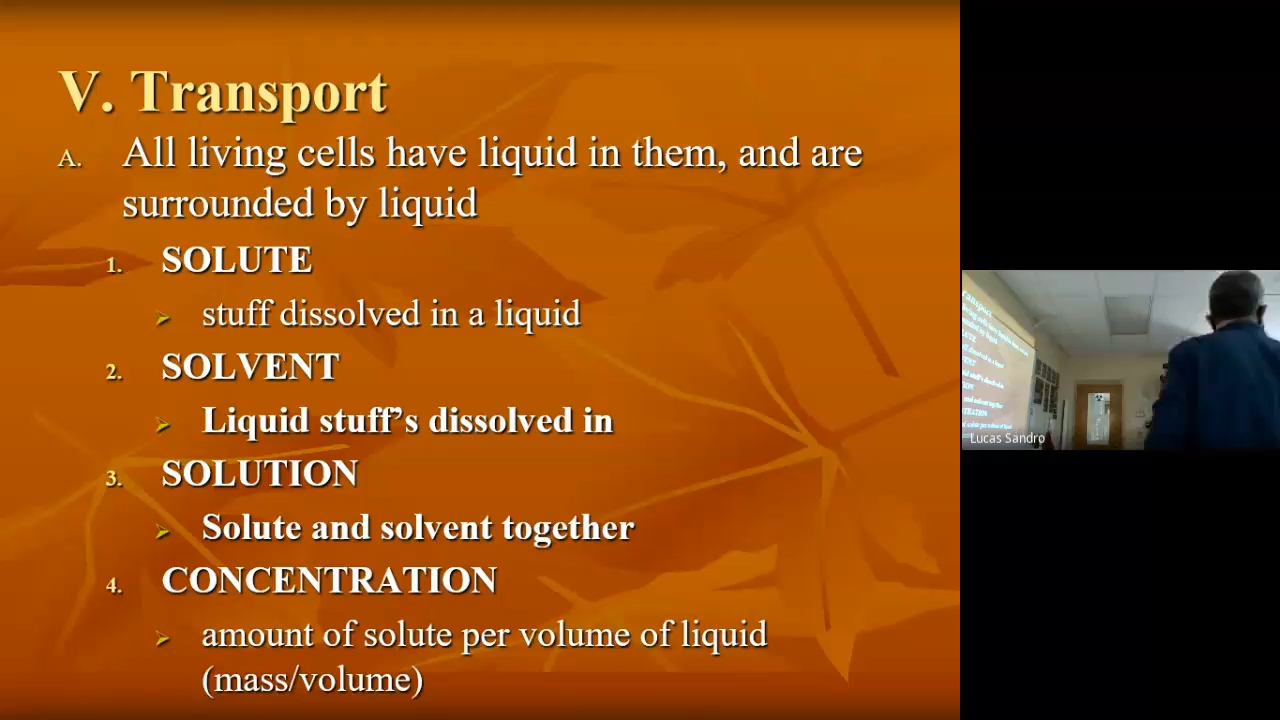 V. Transport
A. All living cells have liquid in them, and are
surrounded by liquid
1. SOLUTE
➢ stuff dissolved in a liquid
2. SOLVENT
➢ Liquid stuff’s dissolved in
3. SOLUTION
➢ Solute and solvent together
4. CONCENTRATION
➢ amount of solute per volume of liquid
(mass/volume)
Lucas Sandro